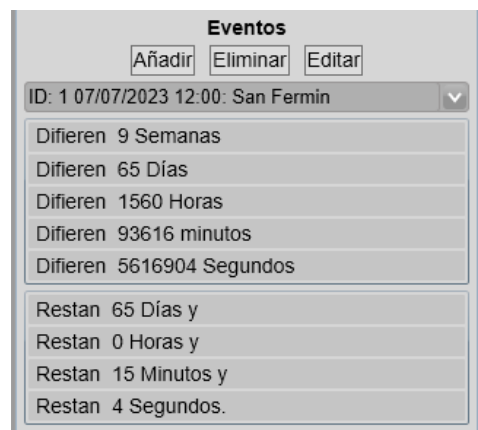 Eventos
Añadir Eliminar Editar
ID: 1 07/07/2023 12:00: San Fermin
Difieren 9 Semanas
Difieren 65 Días
Difieren 1560 Horas
Difieren 93616 minutos
Difieren 5616904 Segundos
Restan 65 Días y
Restan 0 Horas y
Restan 15 Minutos y
Restan 4 Segundos.